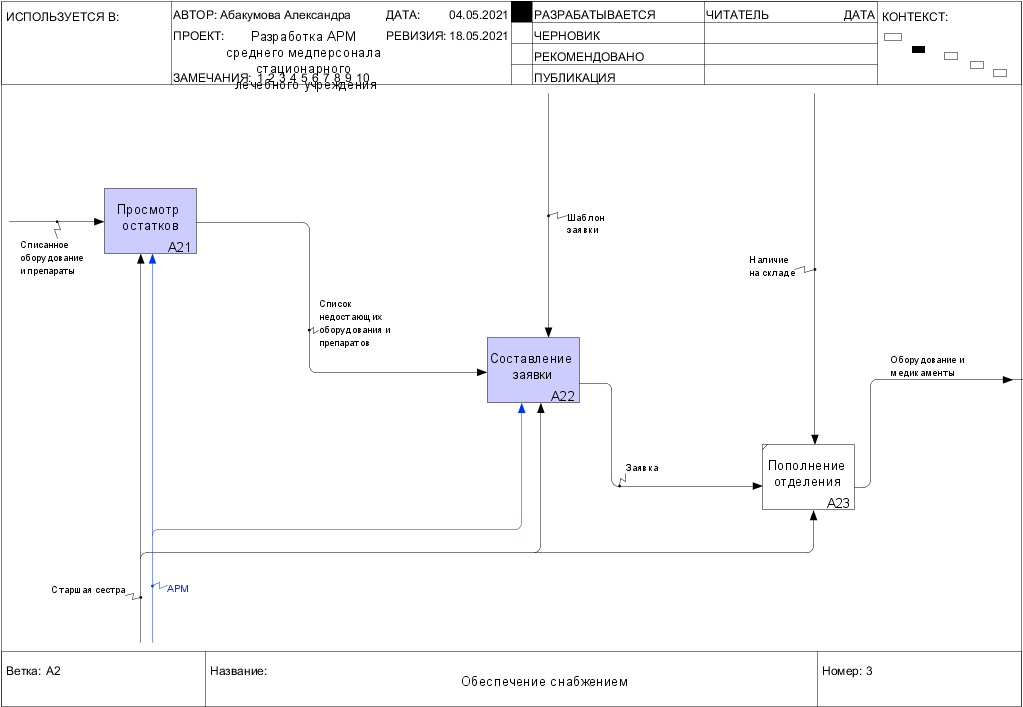 ИСПОЛЬЗУЕТСЯ В:
АВТОР: Абакумова Александра
ДАТА:
04.05.2021
РАЗРАБАТЫВАЕТСЯ
ЧИТАТЕЛЬ
ДАТА
КОНТЕКСТ:
ПРОЕКТ:
Разработка АРМ
среднего медперсонала
стационарного
лечебного учреждения
РЕВИЗИЯ: 18.05.2021
ЧЕРНОВИК
РЕКОМЕНДОВАНО
ЗАМЕЧАНИЯ: 1 2 3 4 5 6 7 8 9 10
ПУБЛИКАЦИЯ
Просмотр
остатков
A21
Списанное
оборудование
и препараты
Шаблон
заявки
Наличие
на складе
Список
недостающих
оборудования и
препаратов
Составление
заявки
A22
Оборудование и
медикаменты
Заявка
Пополнение
отделения
A23
Старшая сестра
АРМ
Ветка: A2
Название:
Обеспечение снабжением
Номер: 3